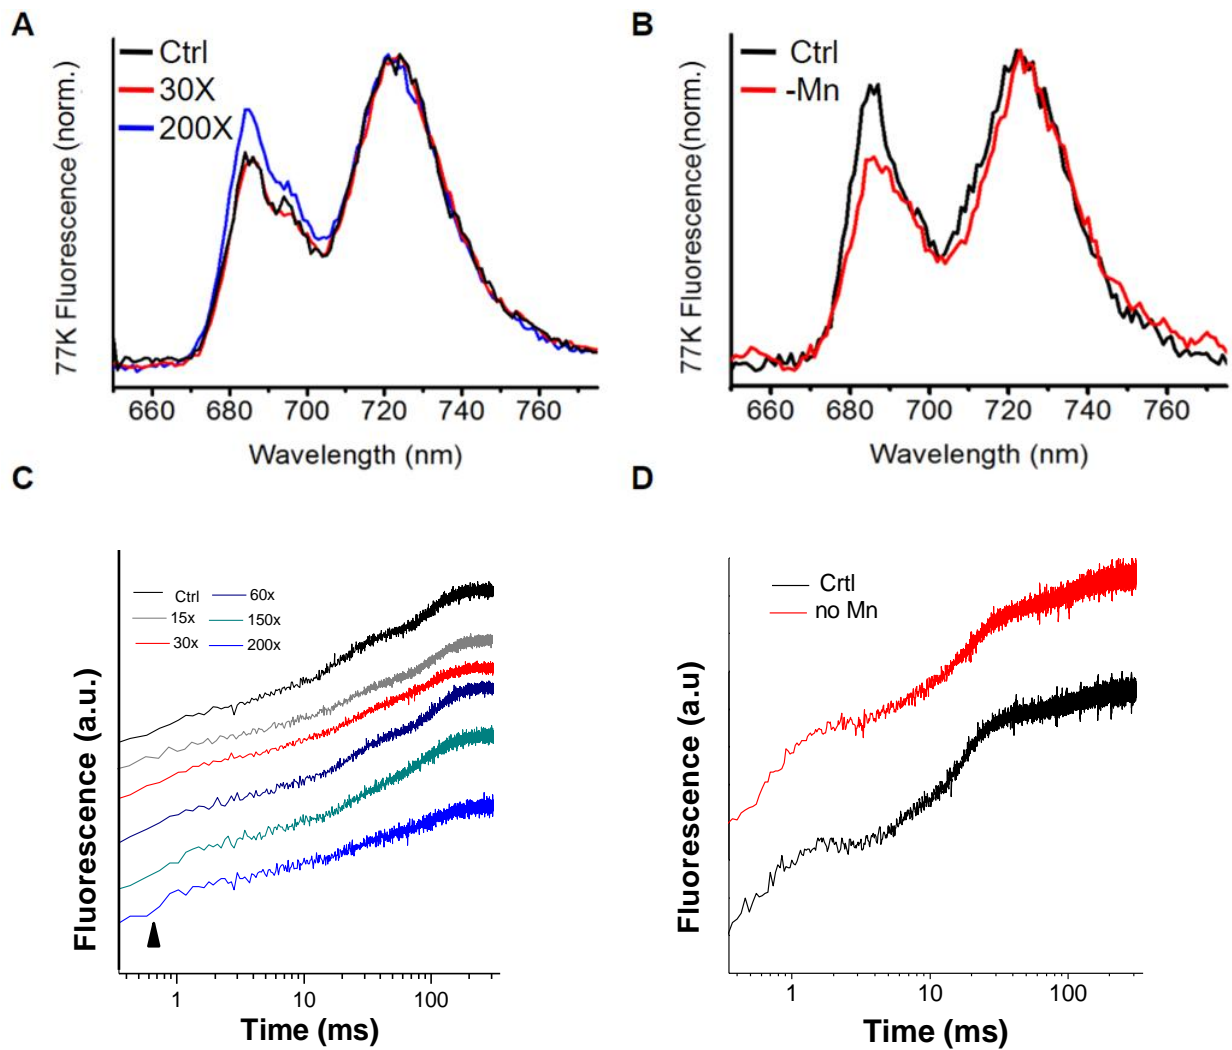 A
Ctrl
30X
200X
77K Fluorescence (norm.)
660 680 700 720 740 760
Wavelength (nm)
B
Ctrl
-Mn
77K Fluorescence (norm.)
660 680 700 720 740 760
Wavelength (nm)
C
Ctrl 60x
15x 150x
30x 200x
Fluorescence (a.u.)
1 10 100
Time (ms)
D
Crtl
no Mn
Fluorescence (a.u)
1 10 100
Time (ms)